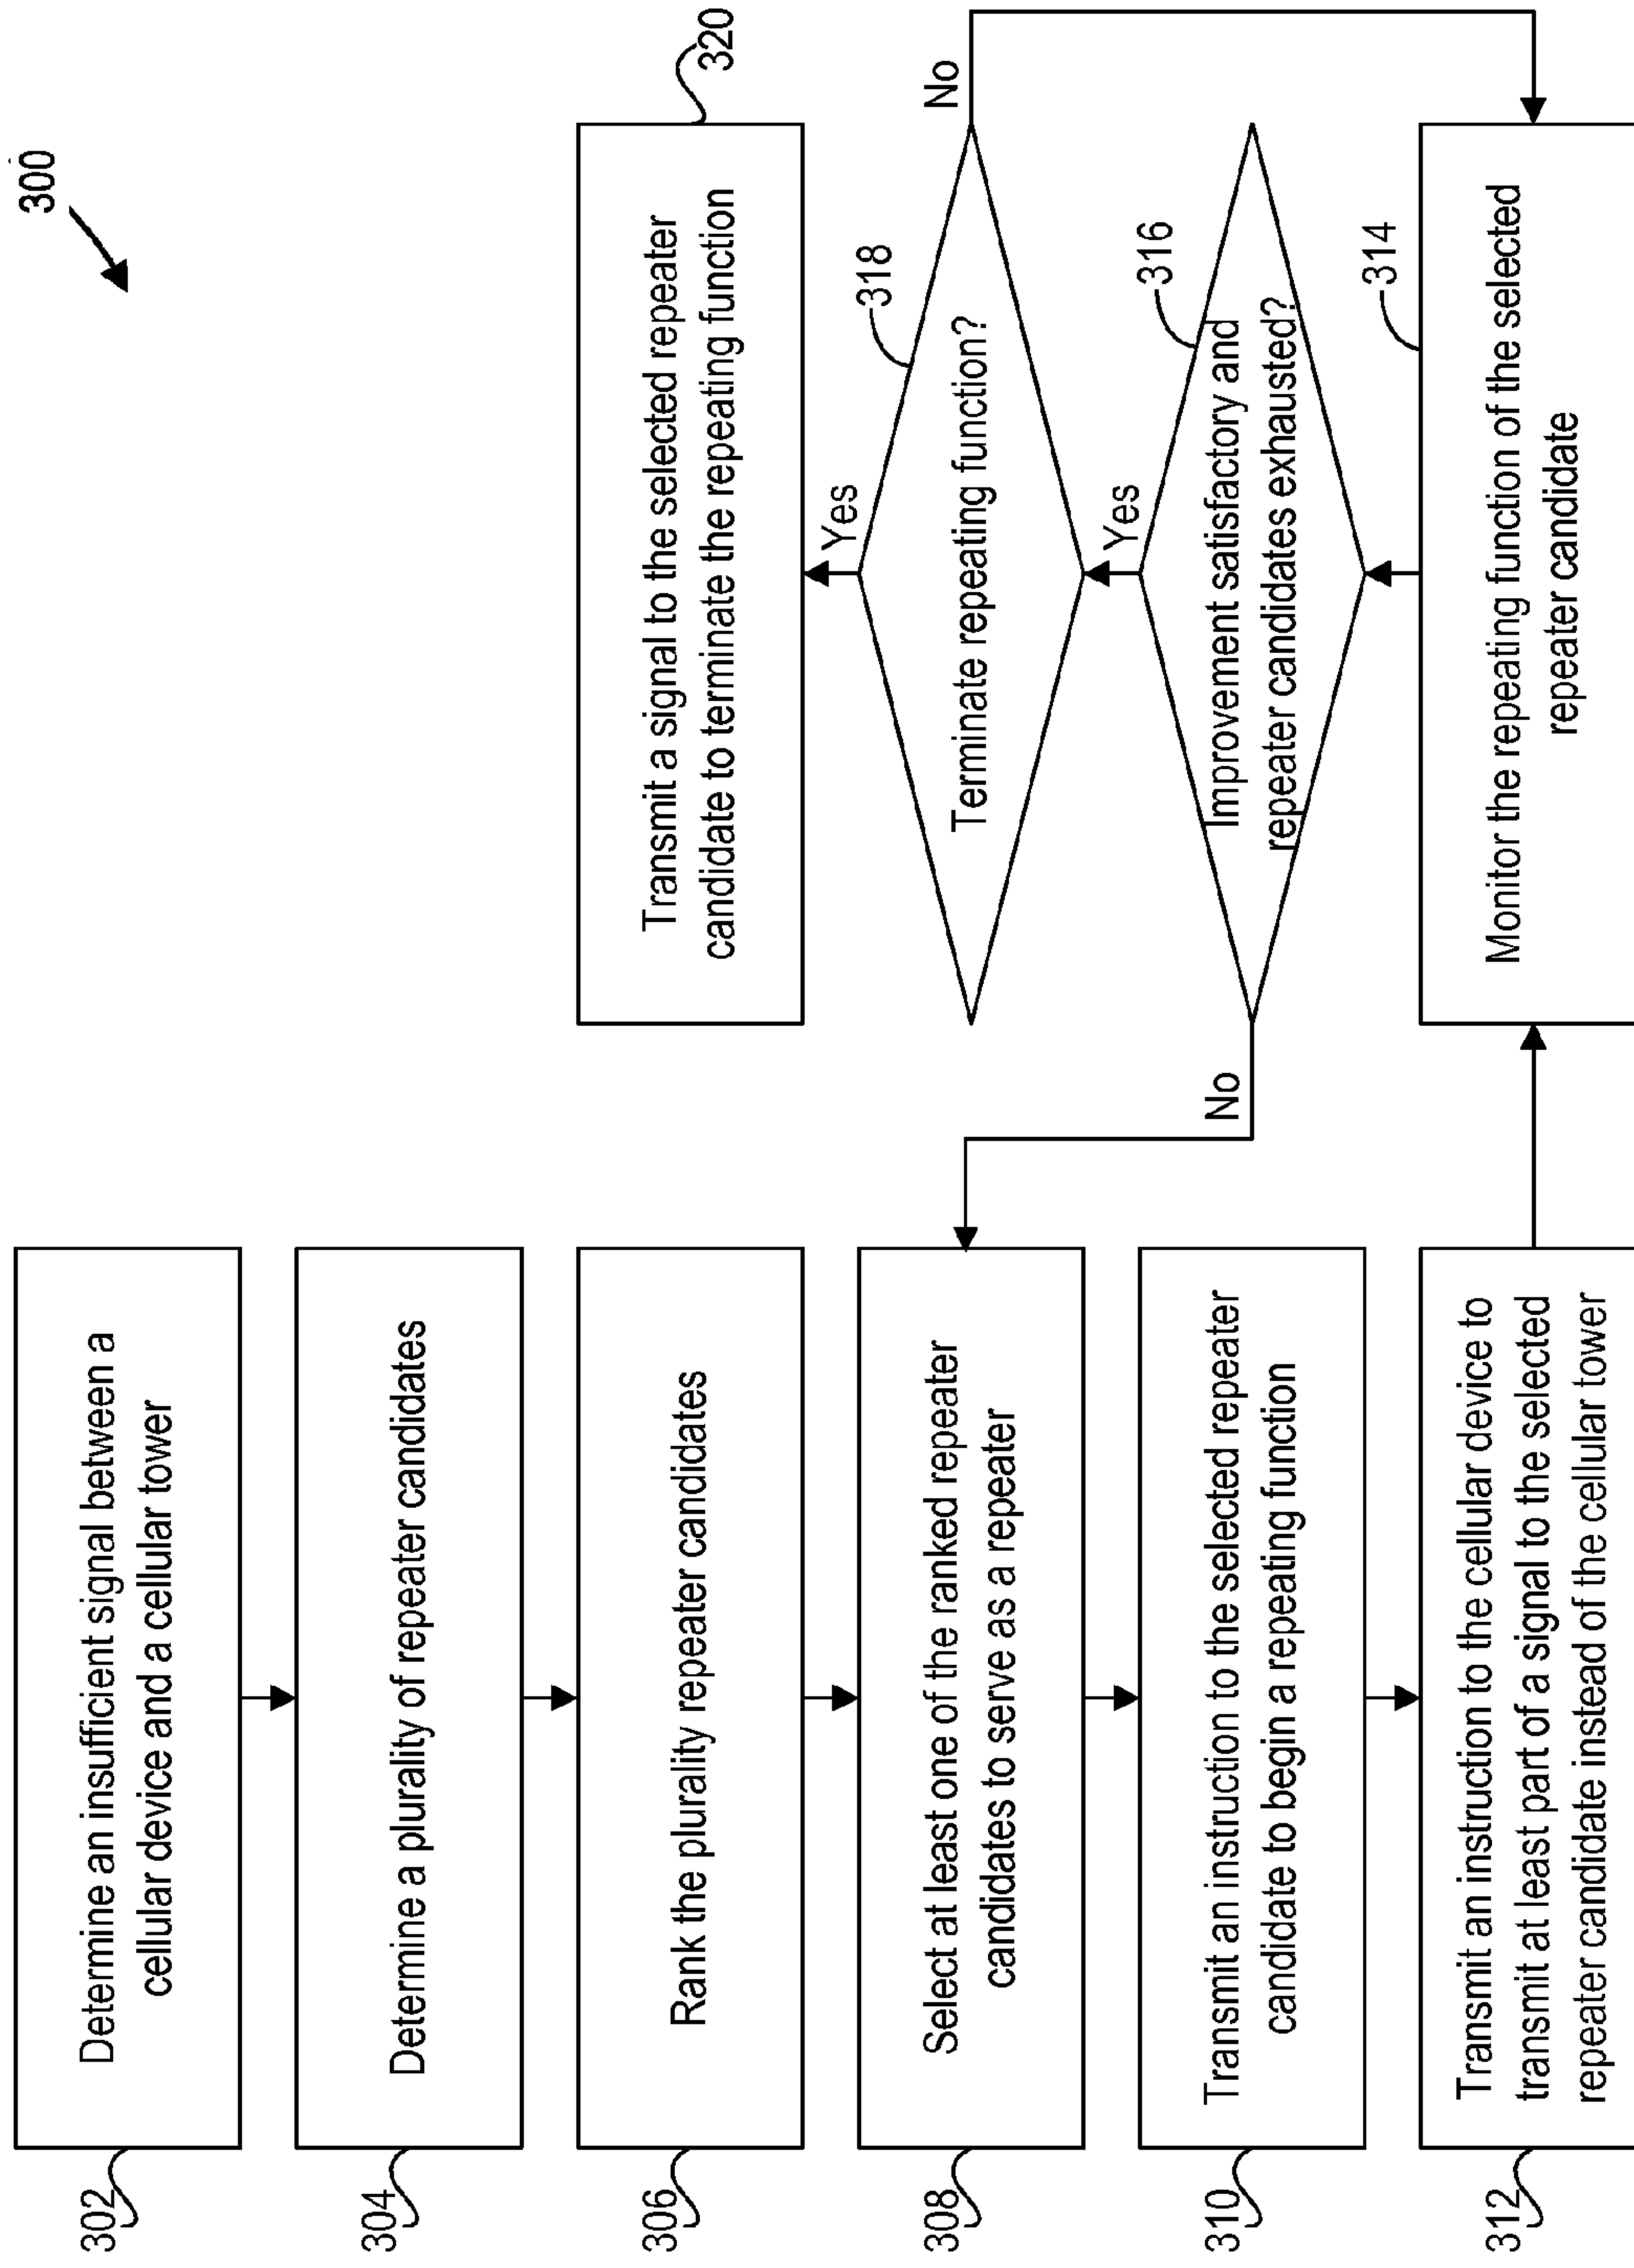 300
302
Determine an insufficient signal between a
cellular device and a cellular tower
304
Determine a plurality of repeater candidates
306
Rank the plurality repeater candidates
308
Select at least one of the ranked repeater
candidates to serve as a repeater
310
Transmit an instruction to the selected repeater
candidate to begin a repeating function
312
Transmit an instruction to the cellular device to
transmit at least part of a signal to the selected
repeater candidate instead of the cellular tower
314
Monitor the repeating function of the selected
repeater candidate
316
Improvement satisfactory and
repeater candidates exhausted?
No
Yes
318
Terminate repeating function?
No
Yes
320
Transmit a signal to the selected repeater
candidate to terminate the repeating function